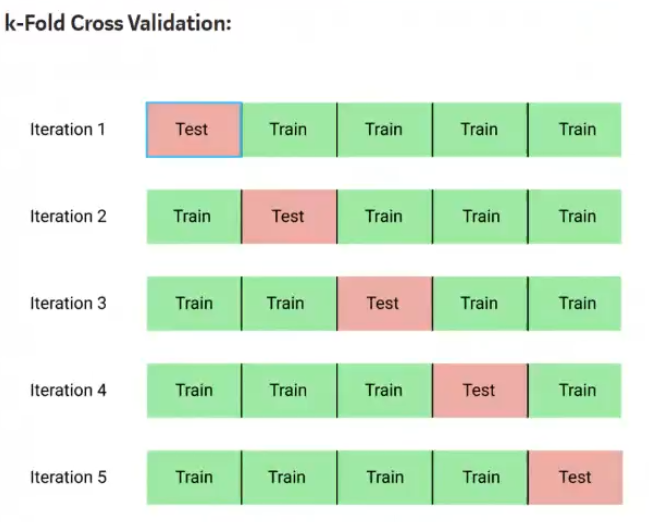 k-Fold Cross Validation:
Iteration 1 Test Train Train Train Train
Iteration 2 Train Test Train Train Train
Iteration 3 Train Train Test Train Train
Iteration 4 Train Train Train Test Train
Iteration 5 Train Train Train Train Test